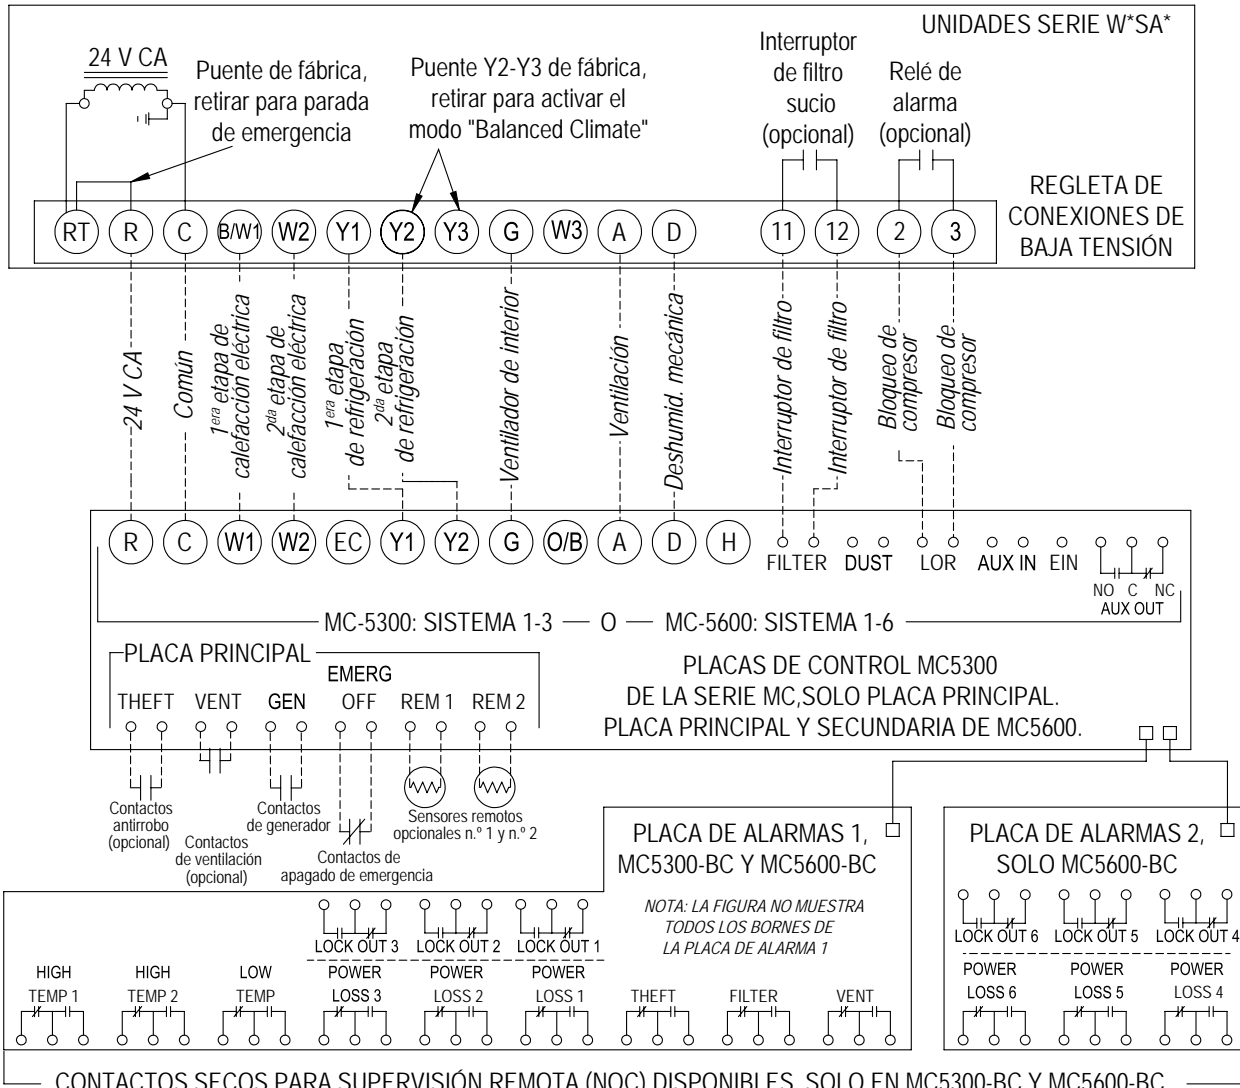 UNIDADES SERIE W*SA*
24 V CA
Puente de fábrica,
retirar para parada
de emergencia
Puente Y2-Y3 de fábrica,
retirar para activar el
modo "Balanced Climate"
Interruptor
de filtro
sucio
(opcional)
Relé de
alarma
(opcional)
REGLETA DE
CONEXIONES DE
BAJA TENSIÓN
RT R C B/W1 W2 Y1 Y2 Y3 G W3 A D 11 12 2 3
24 V CA
Común
1era etapa de
calefacción eléctrica
2da etapa de
calefacción eléctrica
1era etapa
de refrigeración
2da etapa
de refrigeración
Ventilador de interior
Ventilación
Deshumid. mecánica
Interruptor de filtro
Interruptor de filtro
Bloqueo de
compresor
Bloqueo de
compresor
R C W1 W2 EC Y1 Y2 G O/B A D H
FILTER DUST LOR AUX IN EIN
NO C NC
AUX OUT
MC-5300: SISTEMA 1-3 — O — MC-5600: SISTEMA 1-6
PLACA PRINCIPAL
EMERG
THEFT VENT GEN OFF REM 1 REM 2
PLACAS DE CONTROL MC5300
DE LA SERIE MC,SOLO PLACA PRINCIPAL.
PLACA PRINCIPAL Y SECUNDARIA DE MC5600.
Contactos
antirrobo
(opcional)
Contactos
de ventilación
(opcional)
Contactos
de generador
Contactos de
apagado de emergencia
Sensores remotos
opcionales n.º 1 y n.º 2
PLACA DE ALARMAS 1,
MC5300-BC Y MC5600-BC
NOTA: LA FIGURA NO MUESTRA
TODOS LOS BORNES DE
LA PLACA DE ALARMA 1
PLACA DE ALARMAS 2,
SOLO MC5600-BC
LOCK OUT 3 LOCK OUT 2 LOCK OUT 1
LOCK OUT 6 LOCK OUT 5 LOCK OUT 4
HIGH
TEMP 1
HIGH
TEMP 2
LOW
TEMP
POWER
LOSS 3
POWER
LOSS 2
POWER
LOSS 1
THEFT
FILTER
VENT
POWER
LOSS 6
POWER
LOSS 5
POWER
LOSS 4
CONTACTOS SECOS PARA SUPERVISIÓN REMOTA (NOC) DISPONIBLES SOLO EN MC5300-BC Y MC5600-BC